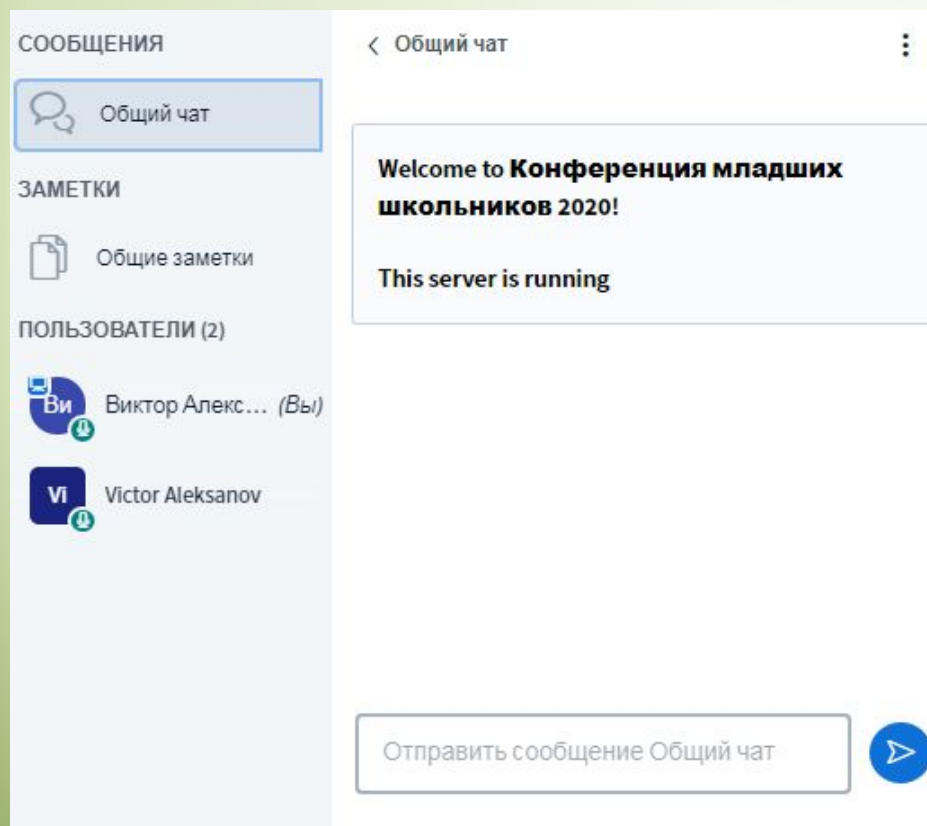 СООБЩЕНИЯ
Общий чат
ЗАМЕТКИ
Общие заметки
ПОЛЬЗОВАТЕЛИ (2)
Ви
Виктор Алекс... (Вы)
Vi
Victor Aleksanov
Общий чат
Welcome to Конференция младших
школьников 2020!
This server is running
Отправить сообщение Общий чат